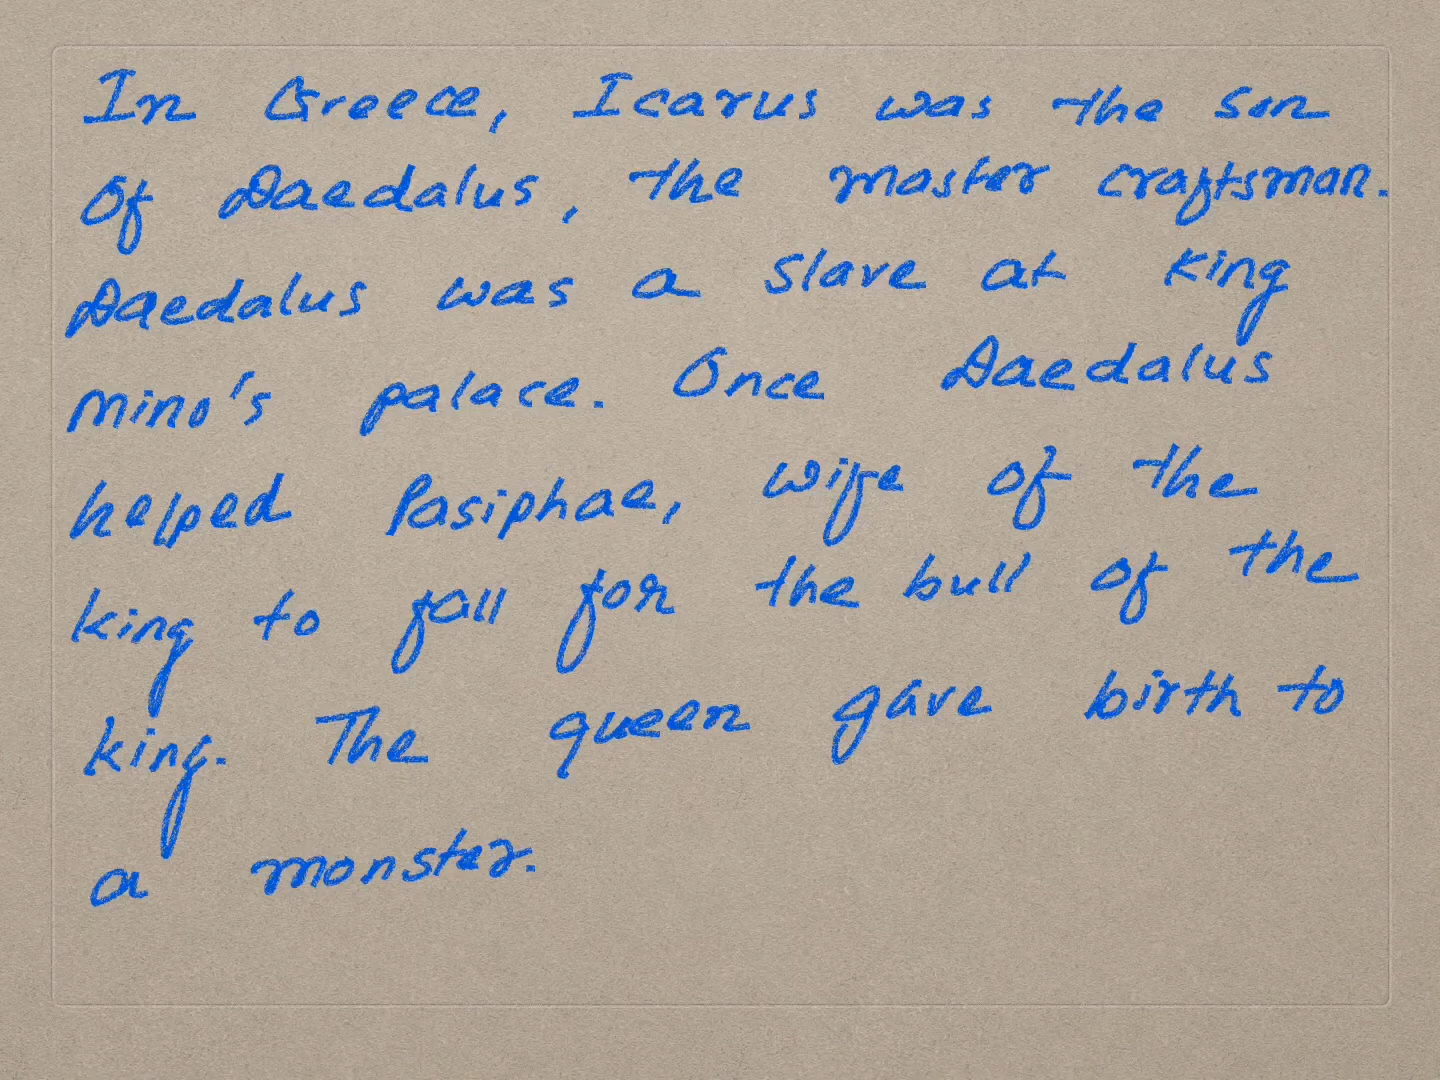 In Greece, Icarus was the son
Of Daedalus, the master craftsman.
Daedalus was a slave at king
mino's palace. Once Daedalus
helped Pasiphae, wife of the
king to fall for the bull of the
king. The queen gave birth to
a monster.